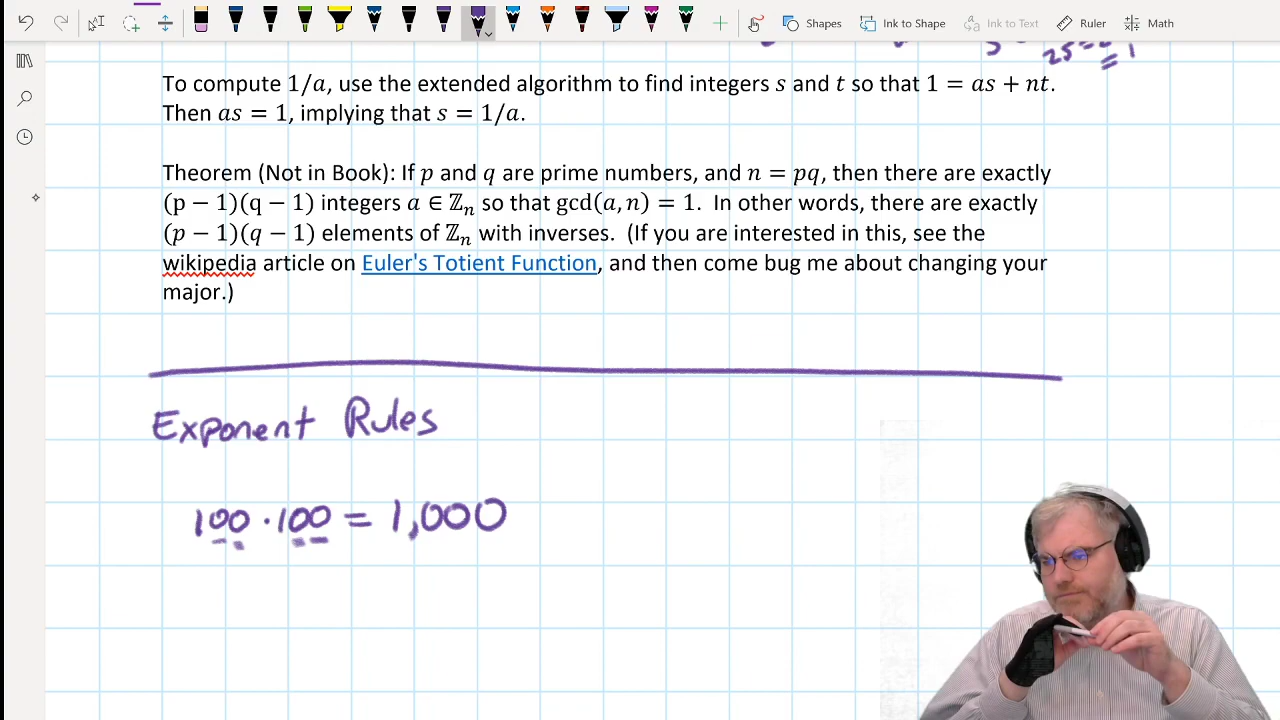 Shapes Ink to Shape Ink to Text Ruler Math
25=
1
To compute 1/a, use the extended algorithm to find integers s and t so that 1 = as + nt.
Then as = 1, implying that s = 1/a.
Theorem (Not in Book): If p and q are prime numbers, and n = pq, then there are exactly
(p − 1)(q − 1) integers a ∈ ℤₙ so that gcd(a, n) = 1. In other words, there are exactly
(p − 1)(q − 1) elements of ℤₙ with inverses. (If you are interested in this, see the
wikipedia article on Euler's Totient Function, and then come bug me about changing your
major.)
Exponent Rules
100 · 100 = 1,000